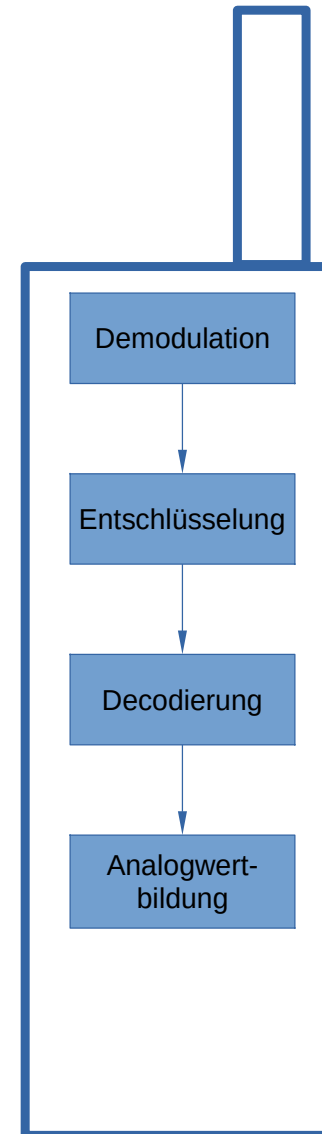 Demodulation
Entschlüsselung
Decodierung
Analogwert-
bildung